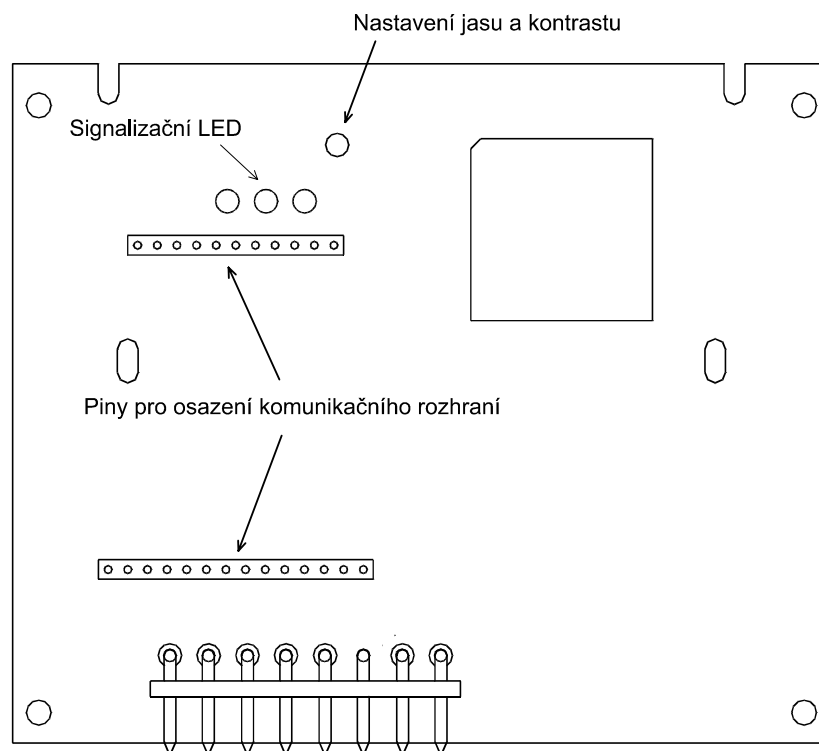 Nastavení jasu a kontrastu
Signalizační LED
Piny pro osazení komunikačního rozhraní